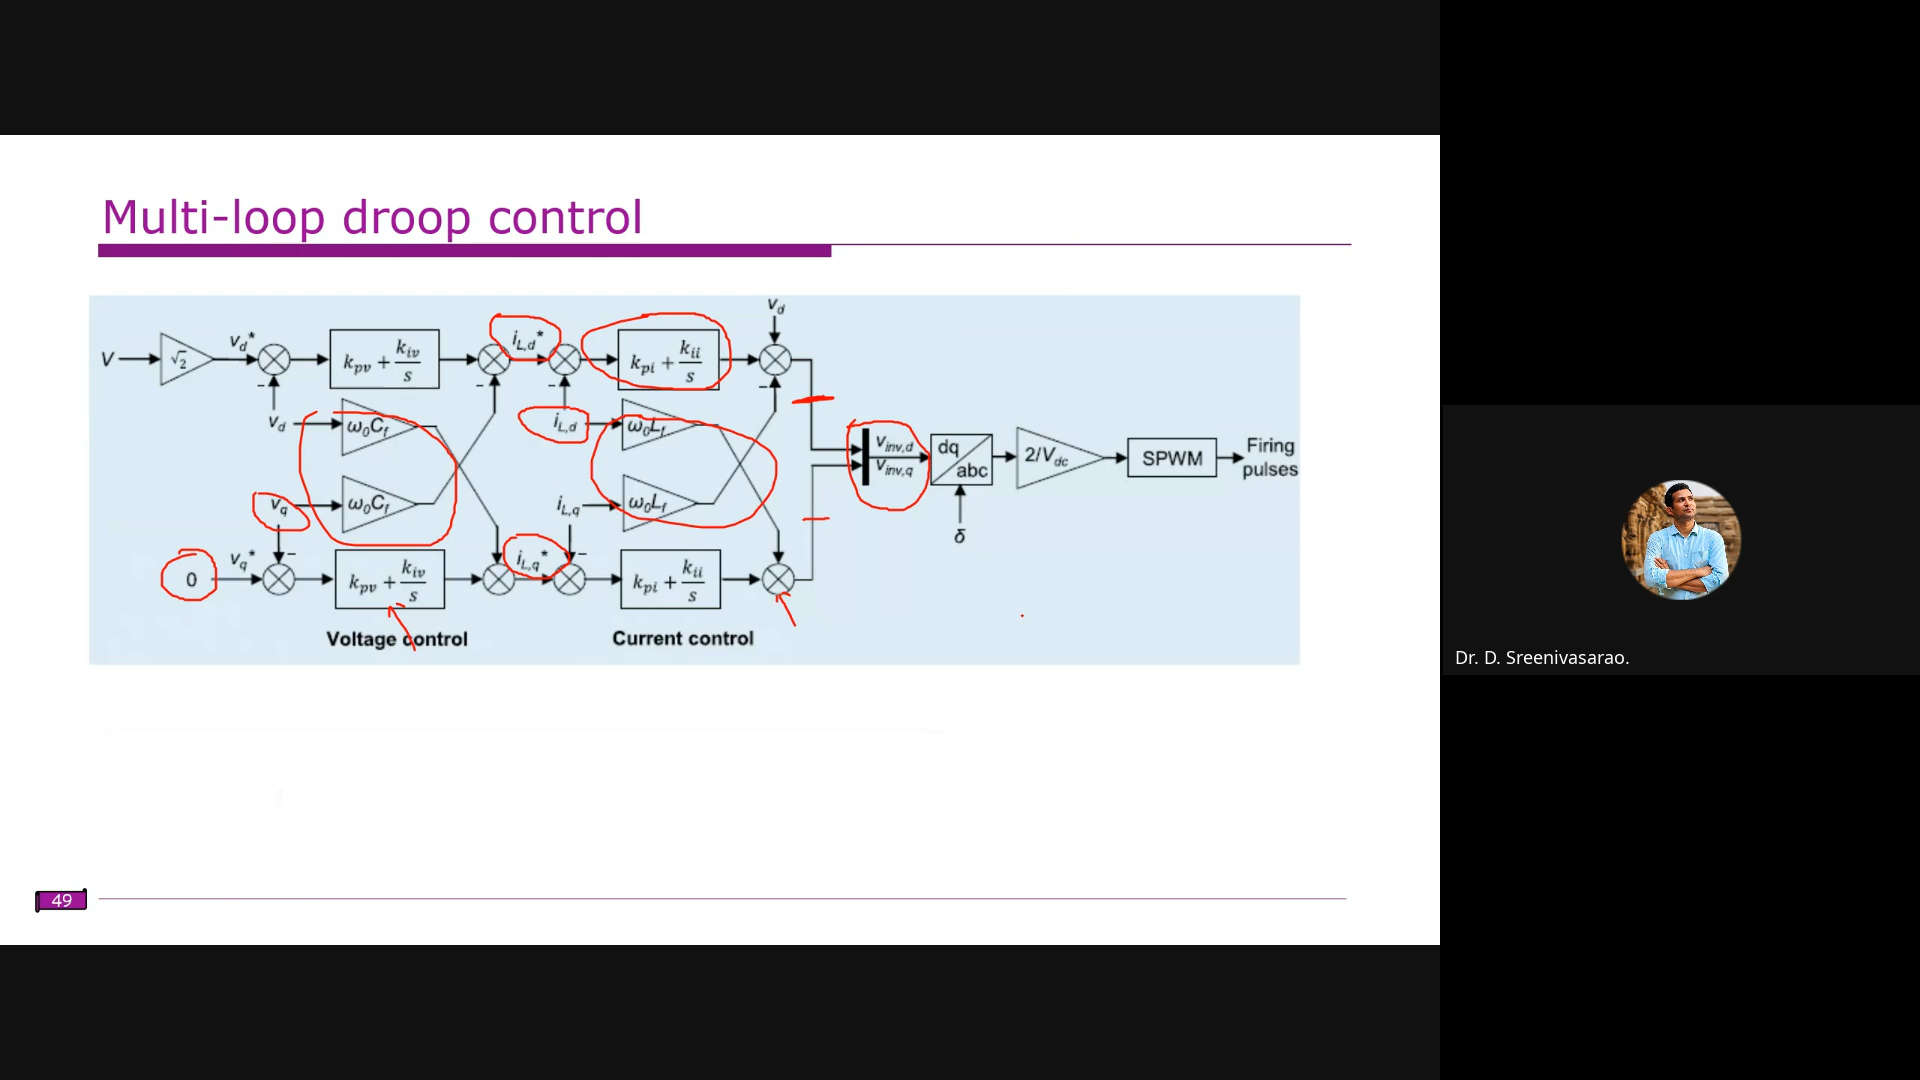 Multi-loop droop control
v_d
V √2 v_d* k_pv + k_iv/s i_L,d* k_pi + k_ii/s
- - - -
v_d ω₀C_f i_L,d ω₀L_f
v_inv,d dq Firing
v_inv,q abc 2/V_dc SPWM pulses
v_q ω₀C_f i_L,q ω₀L_f
δ
- -
0 v_q* k_pv + k_iv/s i_L,q* k_pi + k_ii/s
Voltage control Current control
Dr. D. Sreenivasarao.
49